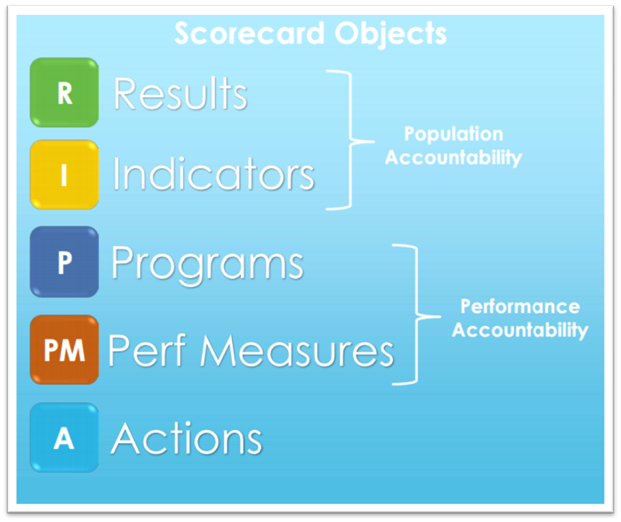 Scorecard Objects
R Results
I Indicators
Population
Accountability
P Programs
PM Perf Measures
Performance
Accountability
A Actions